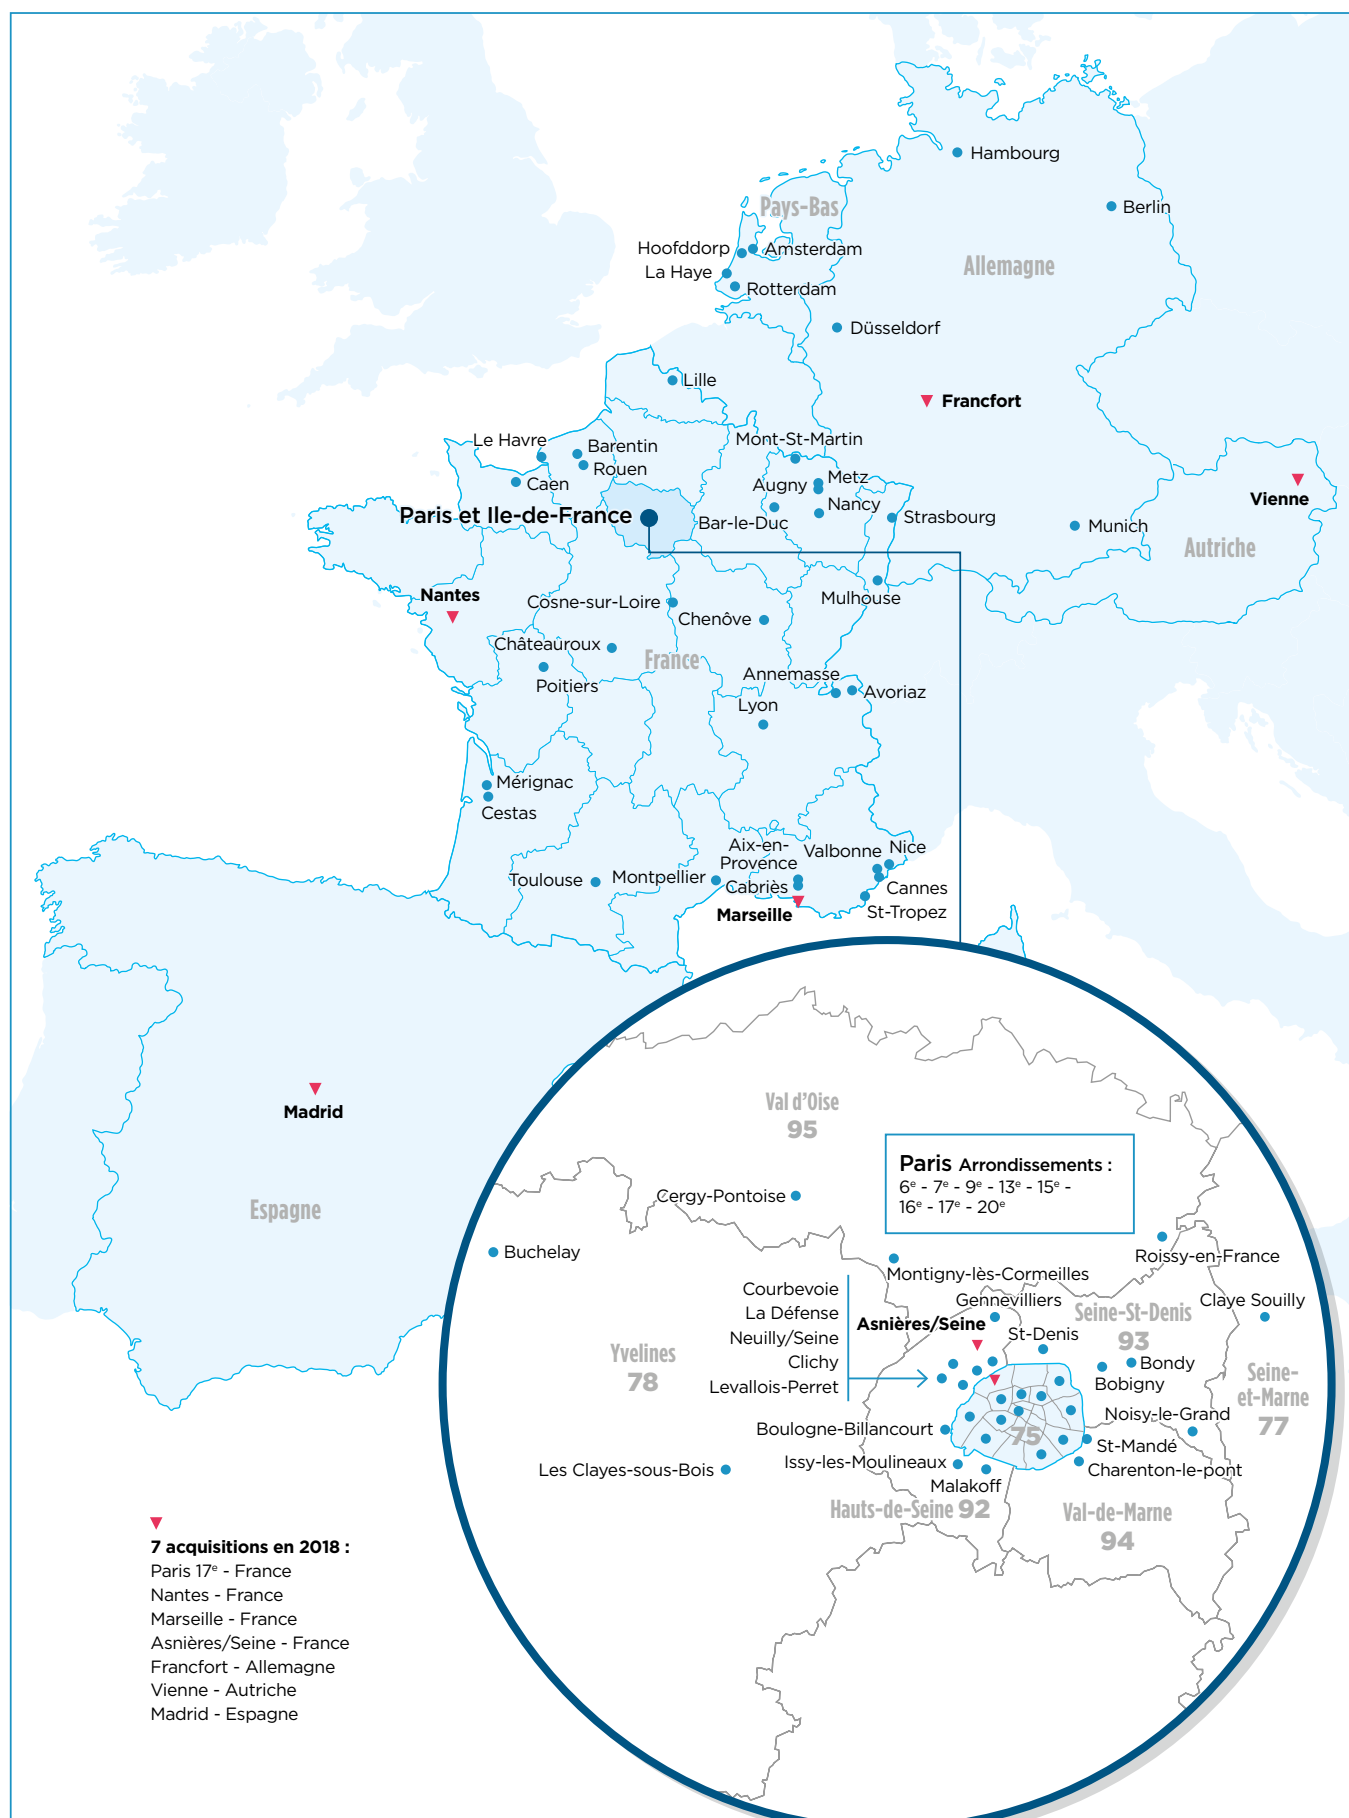 Hambourg
Berlin
Pays-Bas
Hoofddorp
Amsterdam
La Haye
Allemagne
Rotterdam
Düsseldorf
Lille
Francfort
Le Havre
Barentin
Mont-St-Martin
Rouen
Metz
Caen
Augny
Nancy
Vienne
Paris et Ile-de-France
Bar-le-Duc
Strasbourg
Munich
Autriche
Nantes
Cosne-sur-Loire
Chenôve
Mulhouse
Châteauroux
France
Poitiers
Annemasse
Avoriaz
Lyon
Mérignac
Cestas
Aix-en-
Provence
Valbonne
Nice
Toulouse
Montpellier
Cabriès
Cannes
Marseille
St-Tropez
Madrid
Espagne
Val d'Oise
95
Paris Arrondissements :
6e - 7e - 9e - 13e - 15e -
16e - 17e - 20e
Cergy-Pontoise
Buchelay
Roissy-en-France
Montigny-lès-Cormeilles
Courbevoie
La Défense
Neuilly/Seine
Clichy
Levallois-Perret
Gennevilliers
Asnières/Seine
St-Denis
Seine-St-Denis
93
Claye Souilly
Yvelines
78
Bondy
Bobigny
Seine-
et-Marne
77
Noisy-le-Grand
Boulogne-Billancourt
75
St-Mandé
Issy-les-Moulineaux
Charenton-le-pont
Les Clayes-sous-Bois
Malakoff
Hauts-de-Seine 92
Val-de-Marne
94
7 acquisitions en 2018 :
Paris 17e - France
Nantes - France
Marseille - France
Asnières/Seine - France
Francfort - Allemagne
Vienne - Autriche
Madrid - Espagne